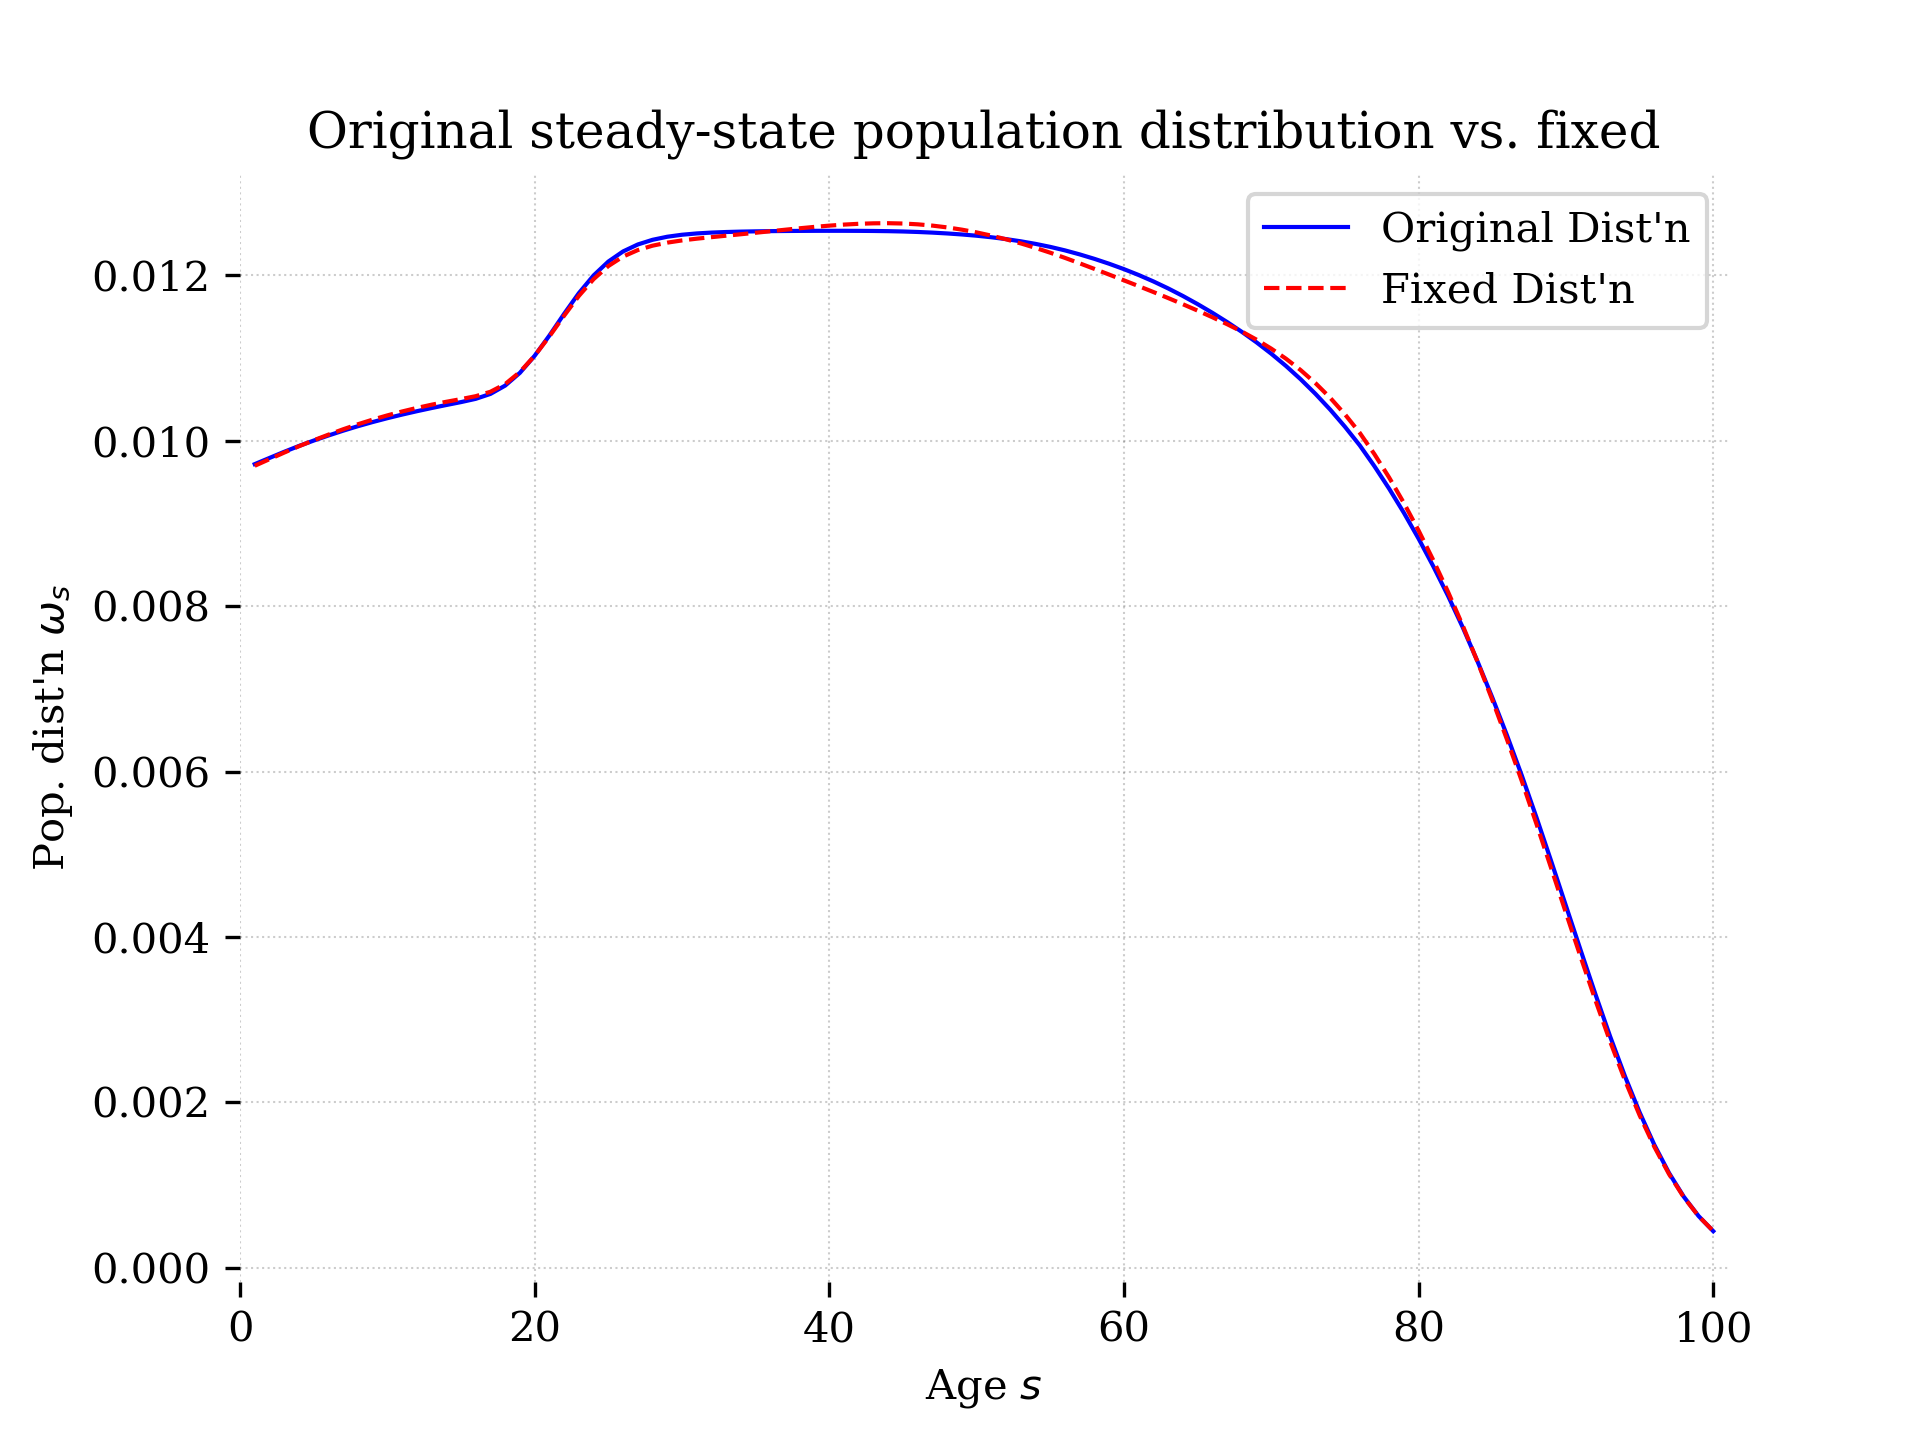 Original steady-state population distribution vs. fixed
Original Dist'n
Fixed Dist'n
Pop. dist'n ωₛ
0.012
0.010
0.008
0.006
0.004
0.002
0.000
0 20 40 60 80 100
Age s